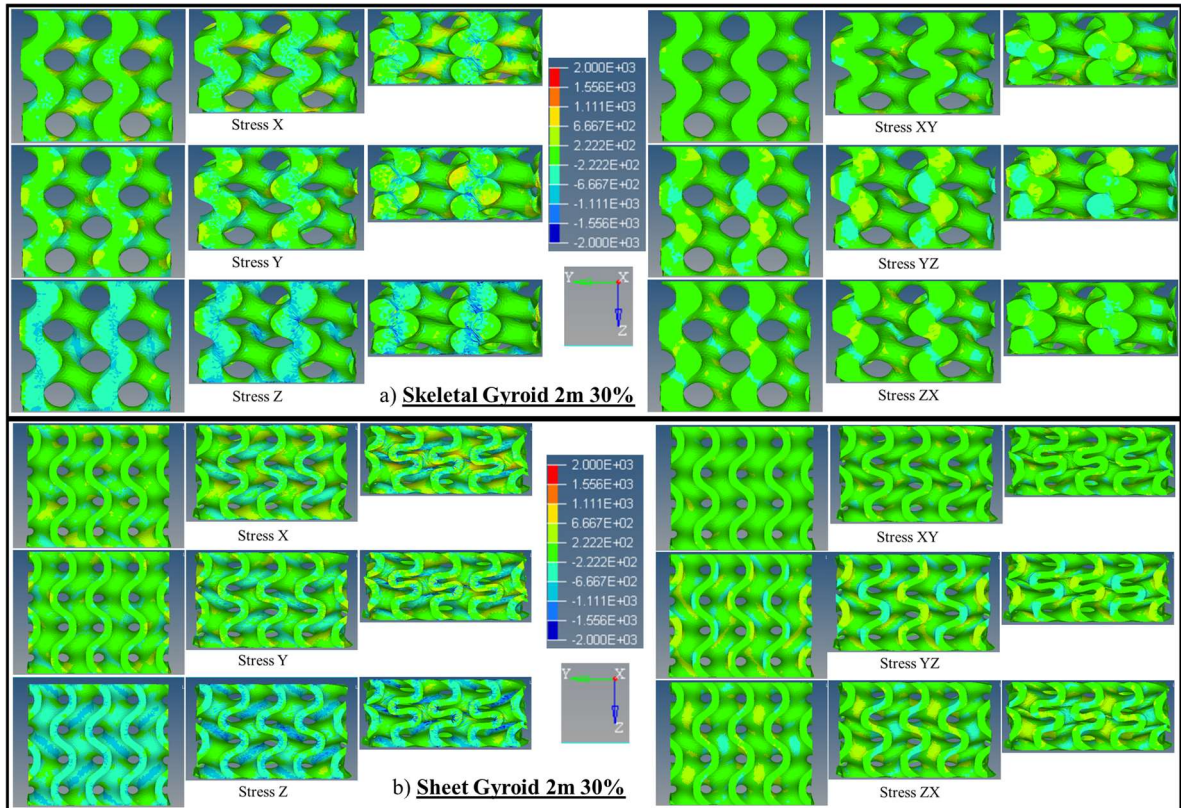 Stress X
Stress Y
Stress Z
2.000E+03
1.556E+03
1.111E+03
6.667E+02
2.222E+02
-2.222E+02
-6.667E+02
-1.111E+03
-1.556E+03
-2.000E+03
Y
X
Z
Stress XY
Stress YZ
Stress ZX
a) Skeletal Gyroid 2m 30%
Stress X
Stress Y
Stress Z
2.000E+03
1.556E+03
1.111E+03
6.667E+02
2.222E+02
-2.222E+02
-6.667E+02
-1.111E+03
-1.556E+03
-2.000E+03
Y
X
Z
Stress XY
Stress YZ
Stress ZX
b) Sheet Gyroid 2m 30%